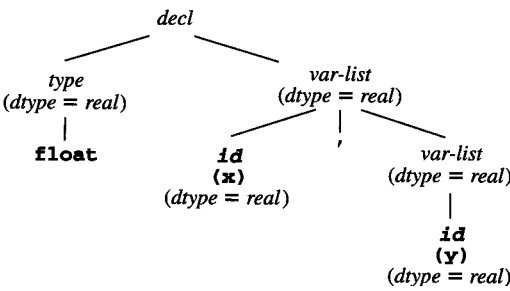 decl
type
(dtype = real)
var-list
(dtype = real)
float
id
(x)
(dtype = real)
,
var-list
(dtype = real)
id
(y)
(dtype = real)